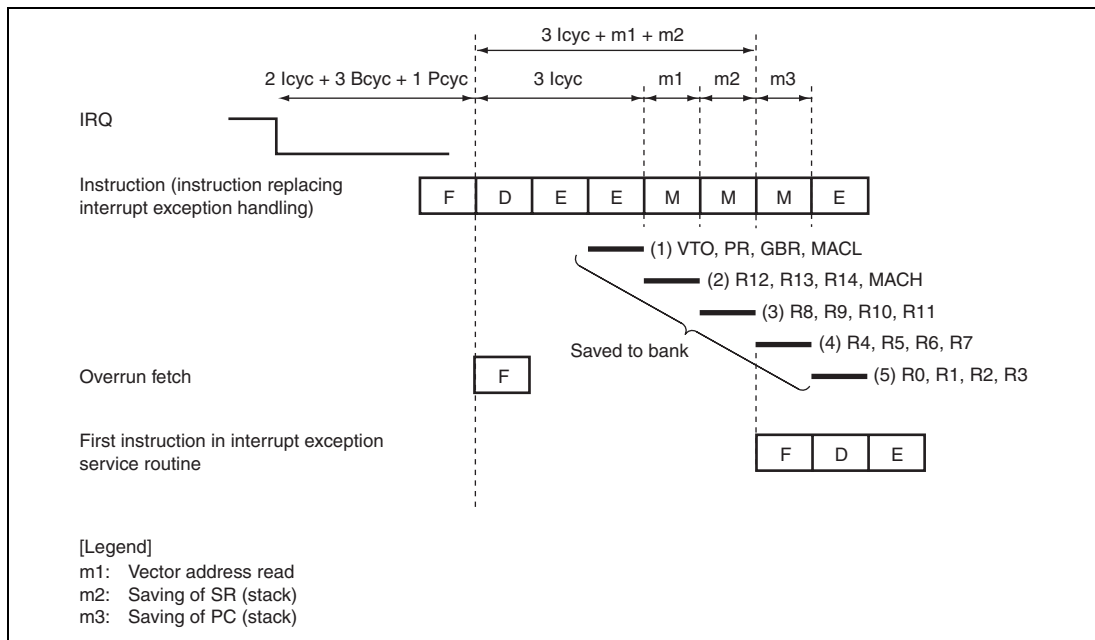 3 Icyc + m1 + m2
2 Icyc + 3 Bcyc + 1 Pcyc
3 Icyc
m1
m2
m3
IRQ
Instruction (instruction replacing
interrupt exception handling)
F D E E M M M E
(1) VTO, PR, GBR, MACL
(2) R12, R13, R14, MACH
(3) R8, R9, R10, R11
(4) R4, R5, R6, R7
(5) R0, R1, R2, R3
Saved to bank
Overrun fetch
F
First instruction in interrupt exception
service routine
F D E
[Legend]
m1: Vector address read
m2: Saving of SR (stack)
m3: Saving of PC (stack)